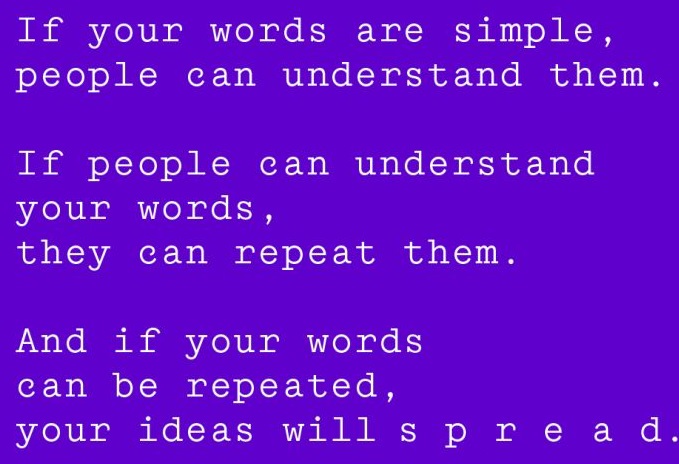 If your words are simple,
people can understand them.
If people can understand
your words,
they can repeat them.
And if your words
can be repeated,
your ideas will s p r e a d.